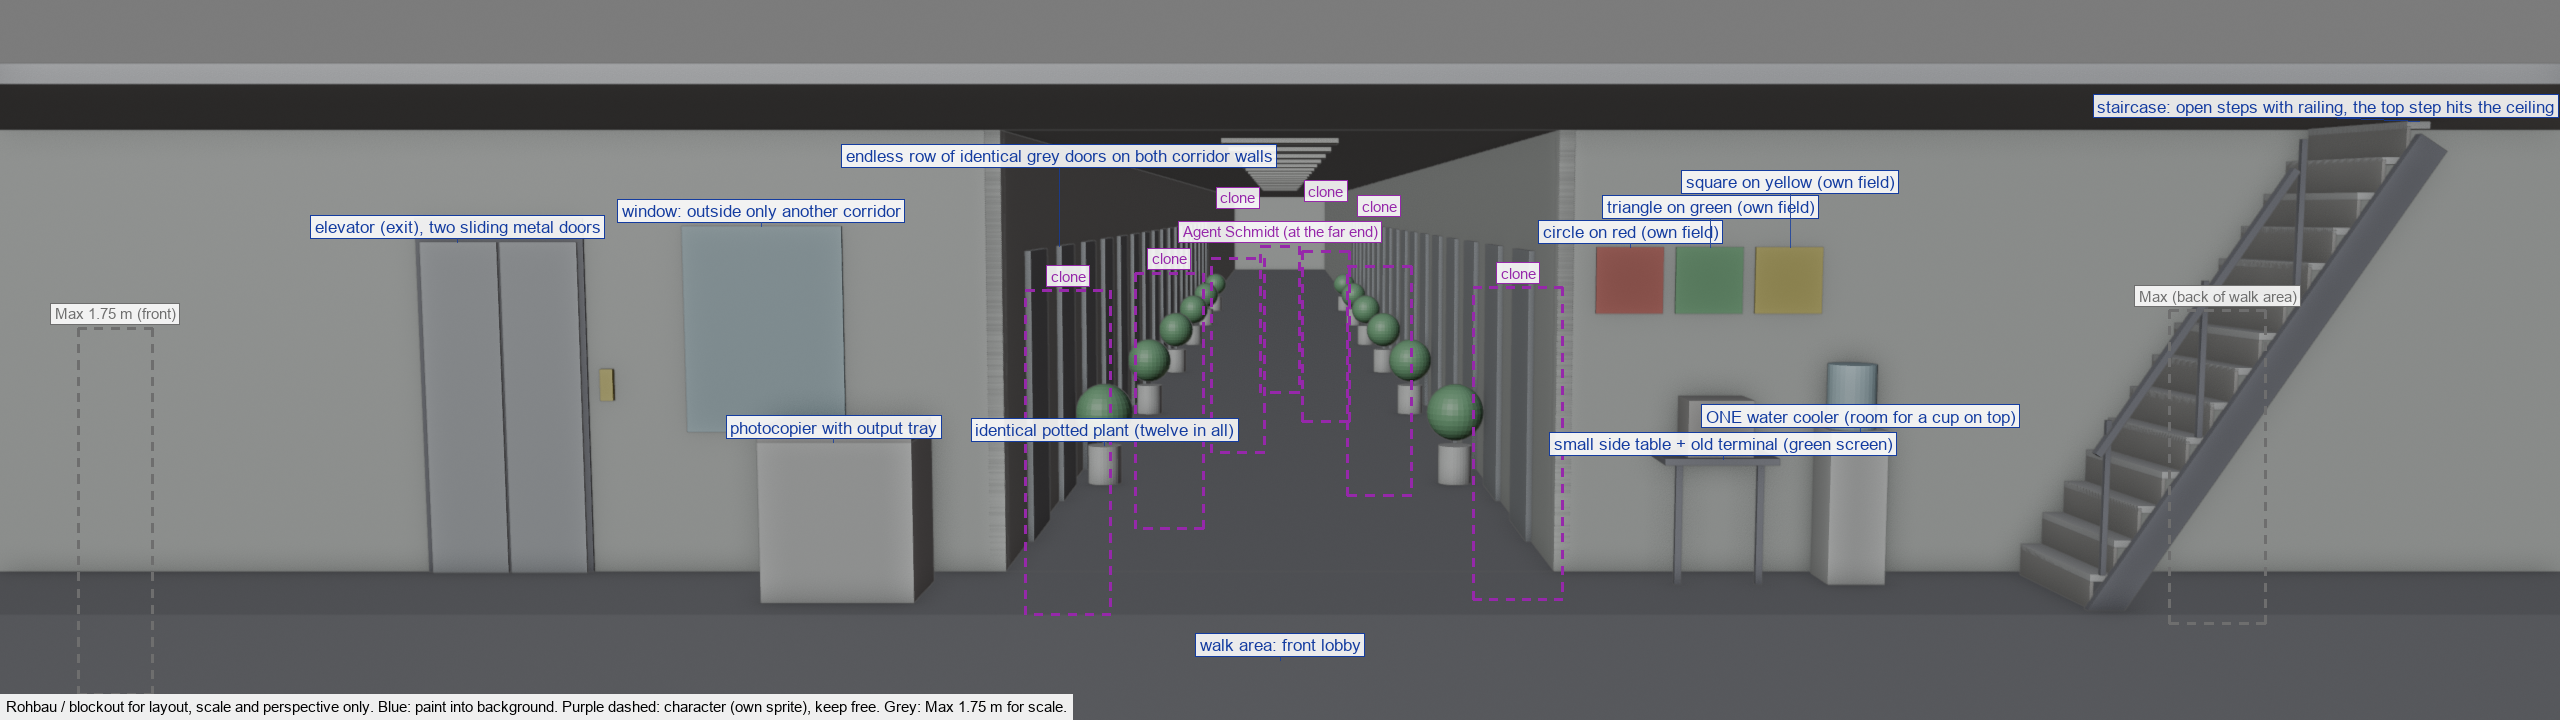 staircase: open steps with railing, the top step hits the ceiling
endless row of identical grey doors on both corridor walls
square on yellow (own field)
clone
clone
triangle on green (own field)
clone
window: outside only another corridor
elevator (exit), two sliding metal doors
Agent Schmidt (at the far end)
circle on red (own field)
clone
clone
clone
Max (back of walk area)
Max 1.75 m (front)
ONE water cooler (room for a cup on top)
photocopier with output tray
identical potted plant (twelve in all)
small side table + old terminal (green screen)
walk area: front lobby
Rohbau / blockout for layout, scale and perspective only. Blue: paint into background. Purple dashed: character (own sprite), keep free. Grey: Max 1.75 m for scale.